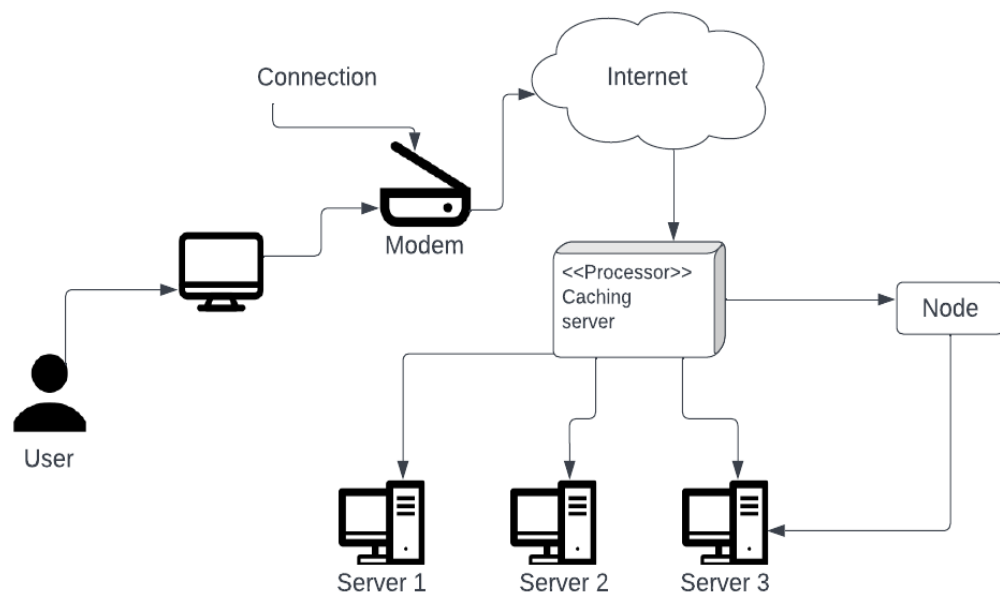 Connection
Internet
Modem
<<Processor>>
Caching
server
Node
User
Server 1
Server 2
Server 3